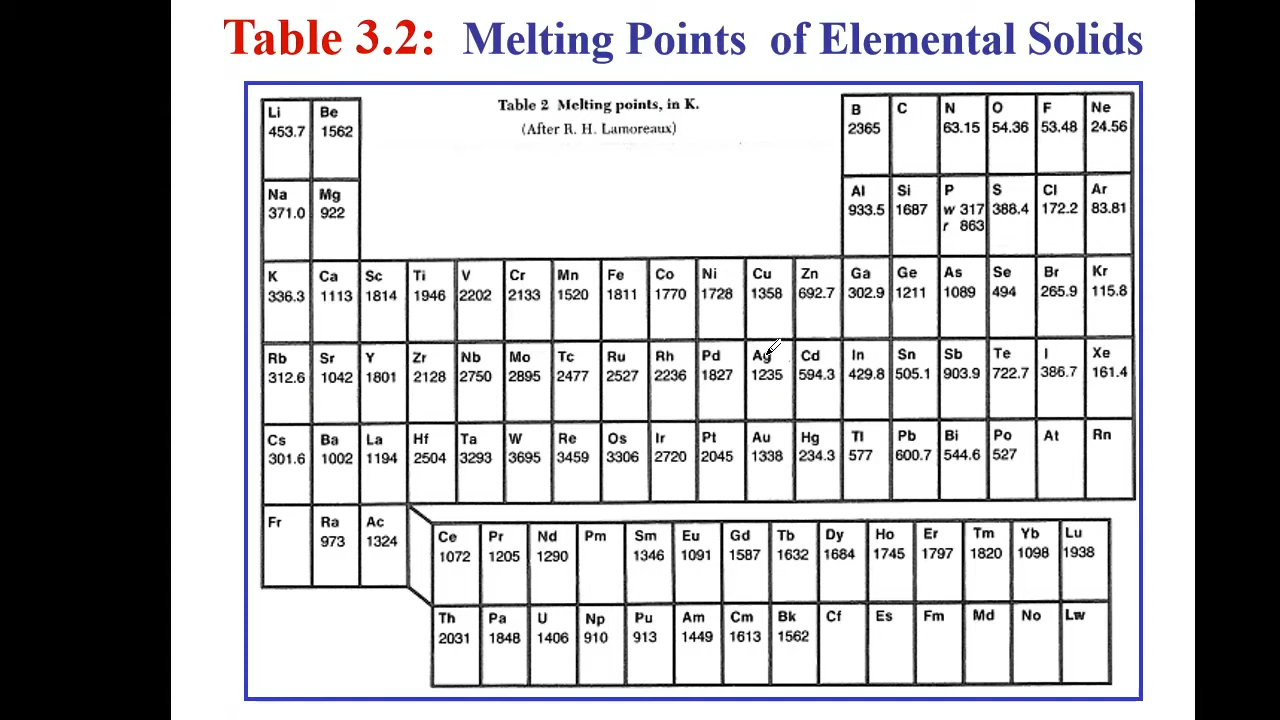 Table 3.2: Melting Points of Elemental Solids
Table 2 Melting points, in K.
(After R. H. Lamoreaux)
Li Be B C N O F Ne
453.7 1562 2365 63.15 54.36 53.48 24.56
Na Mg Al Si P S Cl Ar
371.0 922 933.5 1687 w 317 388.4 172.2 83.81
r 863
K Ca Sc Ti V Cr Mn Fe Co Ni Cu Zn Ga Ge As Se Br Kr
336.3 1113 1814 1946 2202 2133 1520 1811 1770 1728 1358 692.7 302.9 1211 1089 494 265.9 115.8
Rb Sr Y Zr Nb Mo Tc Ru Rh Pd Ag Cd In Sn Sb Te I Xe
312.6 1042 1801 2128 2750 2895 2477 2527 2236 1827 1235 594.3 429.8 505.1 903.9 722.7 386.7 161.4
Cs Ba La Hf Ta W Re Os Ir Pt Au Hg Tl Pb Bi Po At Rn
301.6 1002 1194 2504 3293 3695 3459 3306 2720 2045 1338 234.3 577 600.7 544.6 527
Fr Ra Ac
973 1324
Ce Pr Nd Pm Sm Eu Gd Tb Dy Ho Er Tm Yb Lu
1072 1205 1290 1346 1091 1587 1632 1684 1745 1797 1820 1098 1938
Th Pa U Np Pu Am Cm Bk Cf Es Fm Md No Lw
2031 1848 1406 910 913 1449 1613 1562